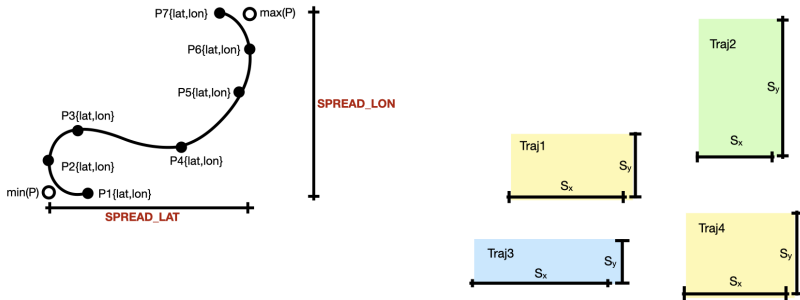 P7{lat,lon}
max(P)
P6{lat,lon}
P5{lat,lon}
SPREAD_LON
P3{lat,lon}
P4{lat,lon}
P2{lat,lon}
min(P)
P1{lat,lon}
SPREAD_LAT
Traj2
Sy
Sx
Traj1
Sy
Sx
Traj3
Sy
Sx
Traj4
Sy
Sx